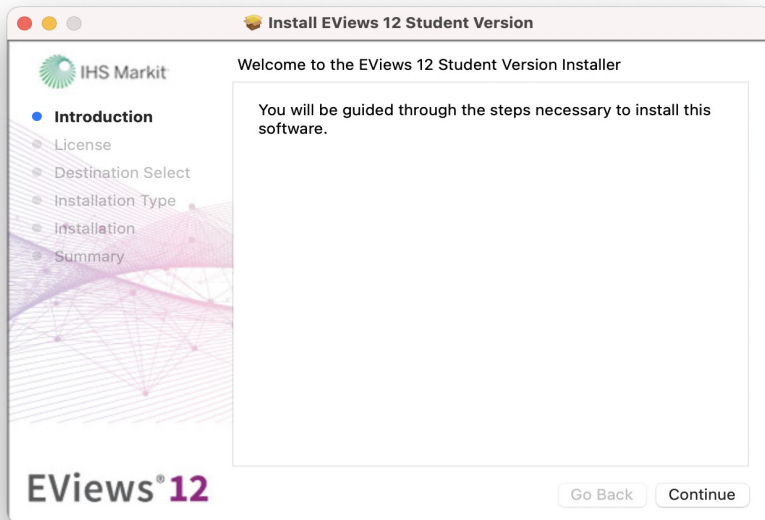 Install EViews 12 Student Version
IHS Markit
Welcome to the EViews 12 Student Version Installer
Introduction
License
Destination Select
Installation Type
Installation
Summary
You will be guided through the steps necessary to install this
software.
EViews®12
Go Back
Continue